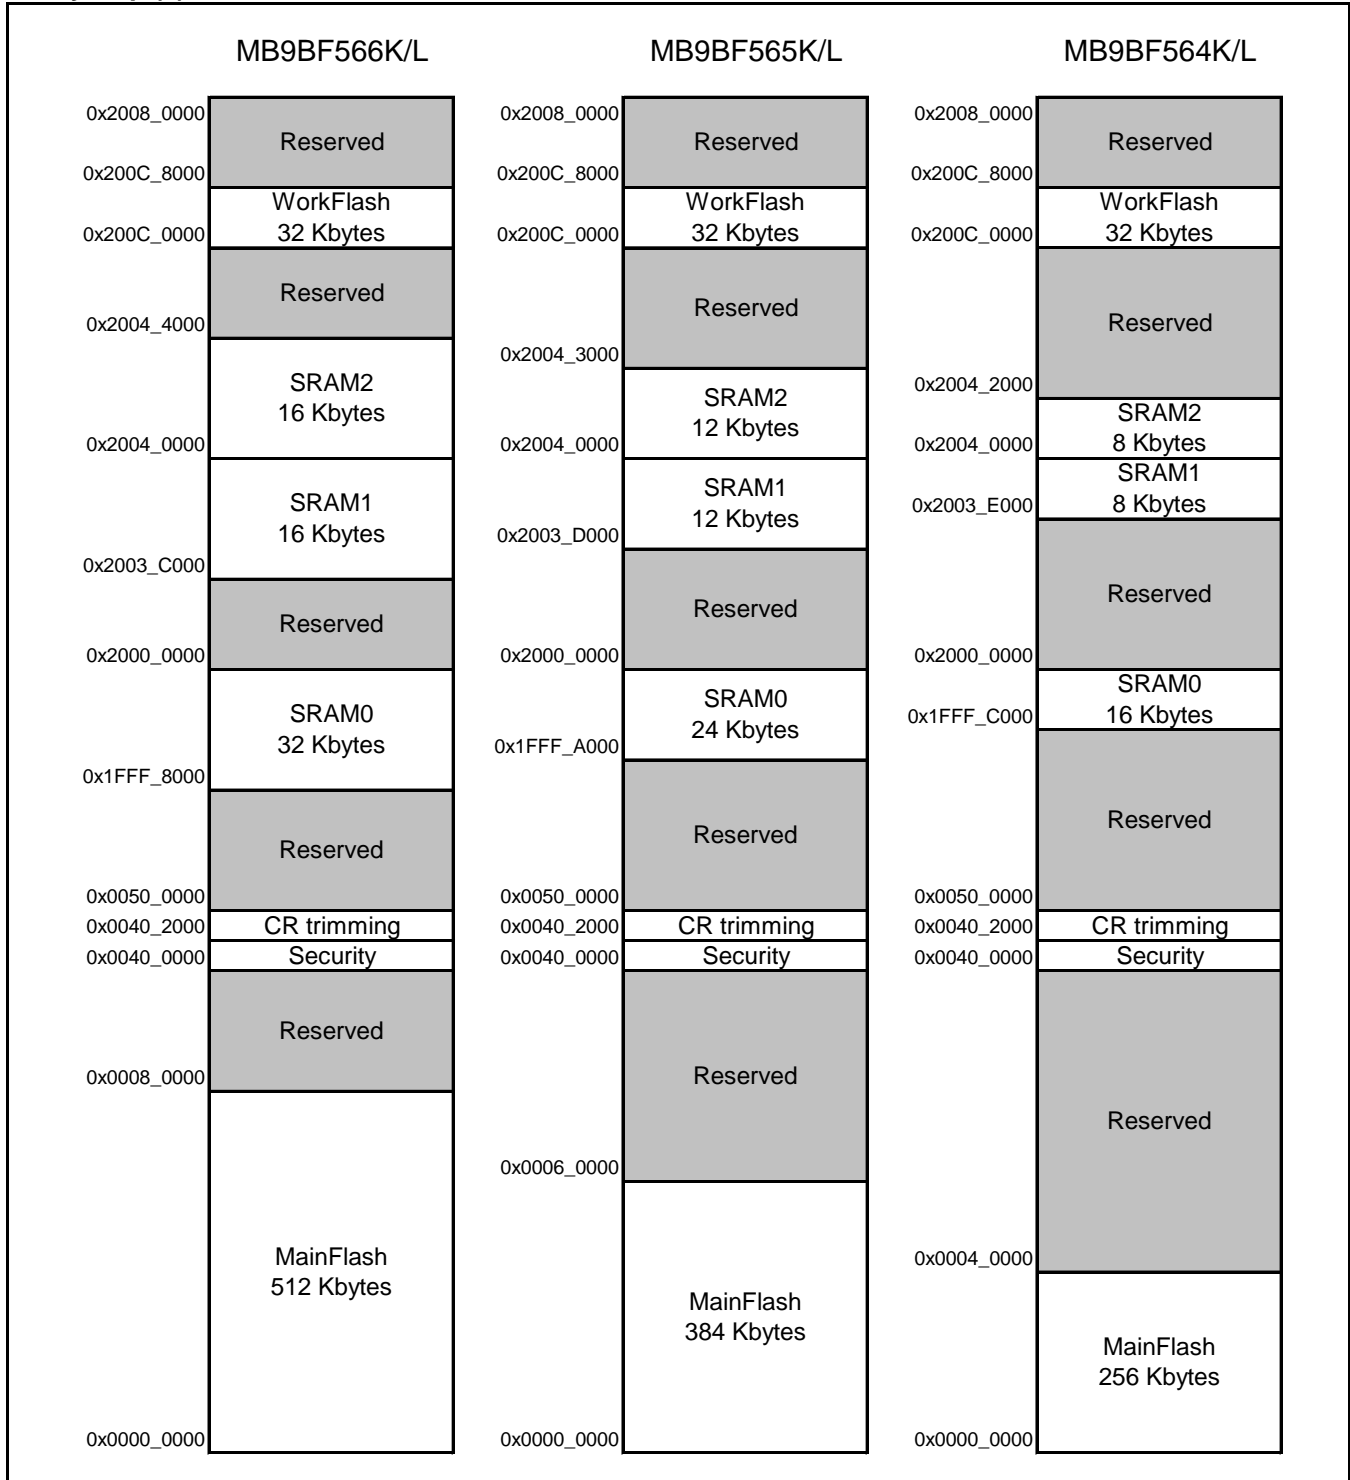 MB9BF566K/L
MB9BF565K/L
MB9BF564K/L
0x2008_0000
Reserved
0x200C_8000
WorkFlash
32 Kbytes
0x200C_0000
Reserved
0x2004_4000
SRAM2
16 Kbytes
0x2004_0000
SRAM1
16 Kbytes
0x2003_C000
Reserved
0x2000_0000
SRAM0
32 Kbytes
0x1FFF_8000
Reserved
0x0050_0000
CR trimming
0x0040_2000
Security
0x0040_0000
Reserved
0x0008_0000
MainFlash
512 Kbytes
0x0000_0000
0x2008_0000
Reserved
0x200C_8000
WorkFlash
32 Kbytes
0x200C_0000
Reserved
0x2004_3000
SRAM2
12 Kbytes
0x2004_0000
SRAM1
12 Kbytes
0x2003_D000
Reserved
0x2000_0000
SRAM0
24 Kbytes
0x1FFF_A000
Reserved
0x0050_0000
CR trimming
0x0040_2000
Security
0x0040_0000
Reserved
0x0006_0000
MainFlash
384 Kbytes
0x0000_0000
0x2008_0000
Reserved
0x200C_8000
WorkFlash
32 Kbytes
0x200C_0000
Reserved
0x2004_2000
SRAM2
8 Kbytes
0x2004_0000
SRAM1
8 Kbytes
0x2003_E000
Reserved
0x2000_0000
SRAM0
16 Kbytes
0x1FFF_C000
Reserved
0x0050_0000
CR trimming
0x0040_2000
Security
0x0040_0000
Reserved
0x0004_0000
MainFlash
256 Kbytes
0x0000_0000